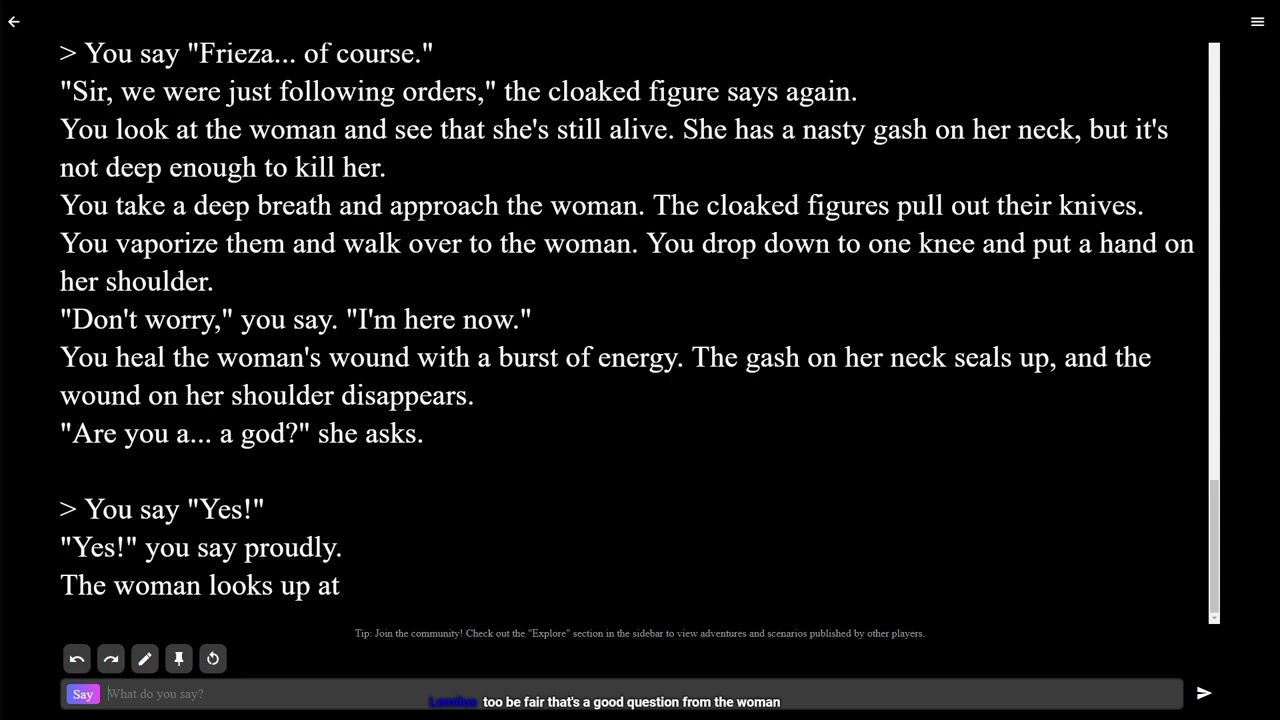 > You say "Frieza... of course."
"Sir, we were just following orders," the cloaked figure says again.
You look at the woman and see that she's still alive. She has a nasty gash on her neck, but it's
not deep enough to kill her.
You take a deep breath and approach the woman. The cloaked figures pull out their knives.
You vaporize them and walk over to the woman. You drop down to one knee and put a hand on
her shoulder.
"Don't worry," you say. "I'm here now."
You heal the woman's wound with a burst of energy. The gash on her neck seals up, and the
wound on her shoulder disappears.
"Are you a... a god?" she asks.
> You say "Yes!"
"Yes!" you say proudly.
The woman looks up at
Tip: Join the community! Check out the "Explore" section in the sidebar to view adventures and scenarios published by other players.
Say What do you say?
too be fair that's a good question from the woman